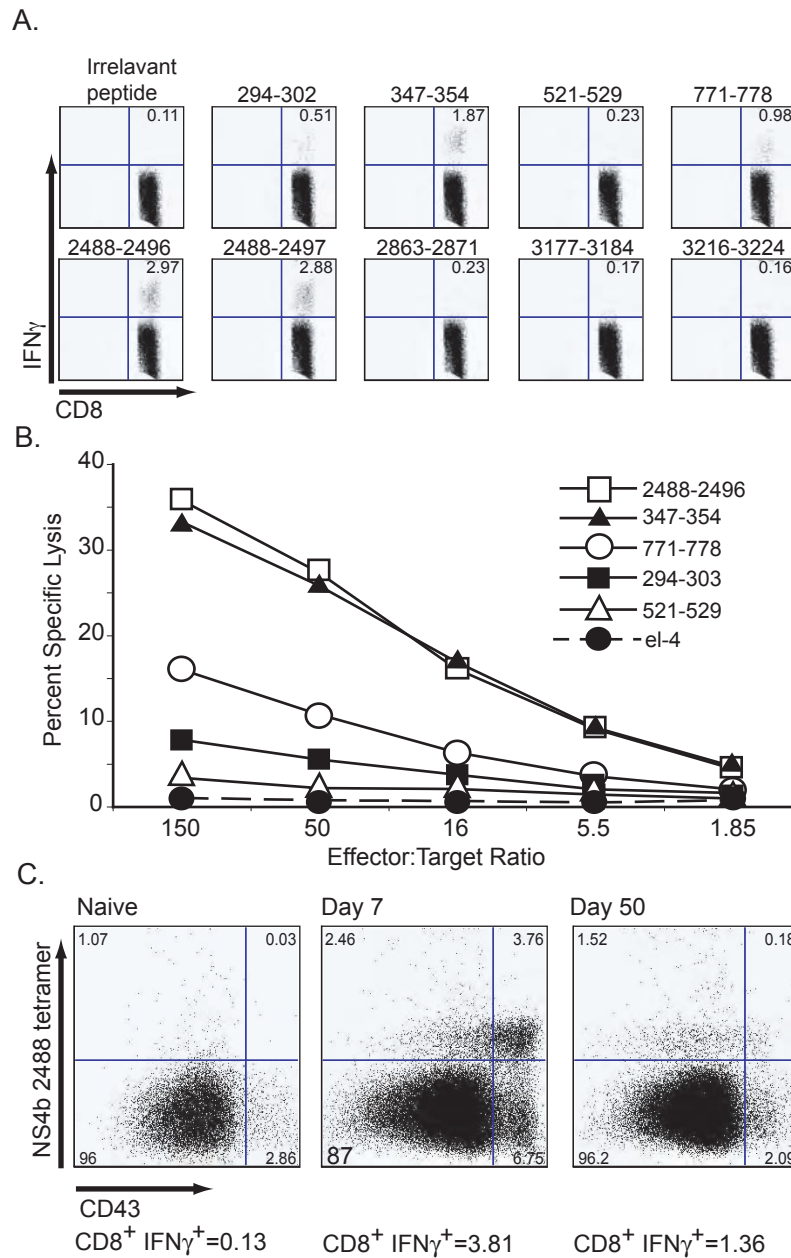 A.
Irrelavant
peptide
294-302
347-354
521-529
771-778
0.11
0.51
1.87
0.23
0.98
2488-2496
2488-2497
2863-2871
3177-3184
3216-3224
2.97
2.88
0.23
0.17
0.16
IFNγ
CD8
B.
Percent Specific Lysis
40
30
20
10
0
150
50
16
5.5
1.85
Effector:Target Ratio
2488-2496
347-354
771-778
294-303
521-529
el-4
C.
Naive
Day 7
Day 50
1.07
0.03
2.46
3.76
1.52
0.18
96
2.86
87
6.75
96.2
2.09
NS4b 2488 tetramer
CD43
CD8+ IFNγ+=0.13
CD8+ IFNγ+=3.81
CD8+ IFNγ+=1.36